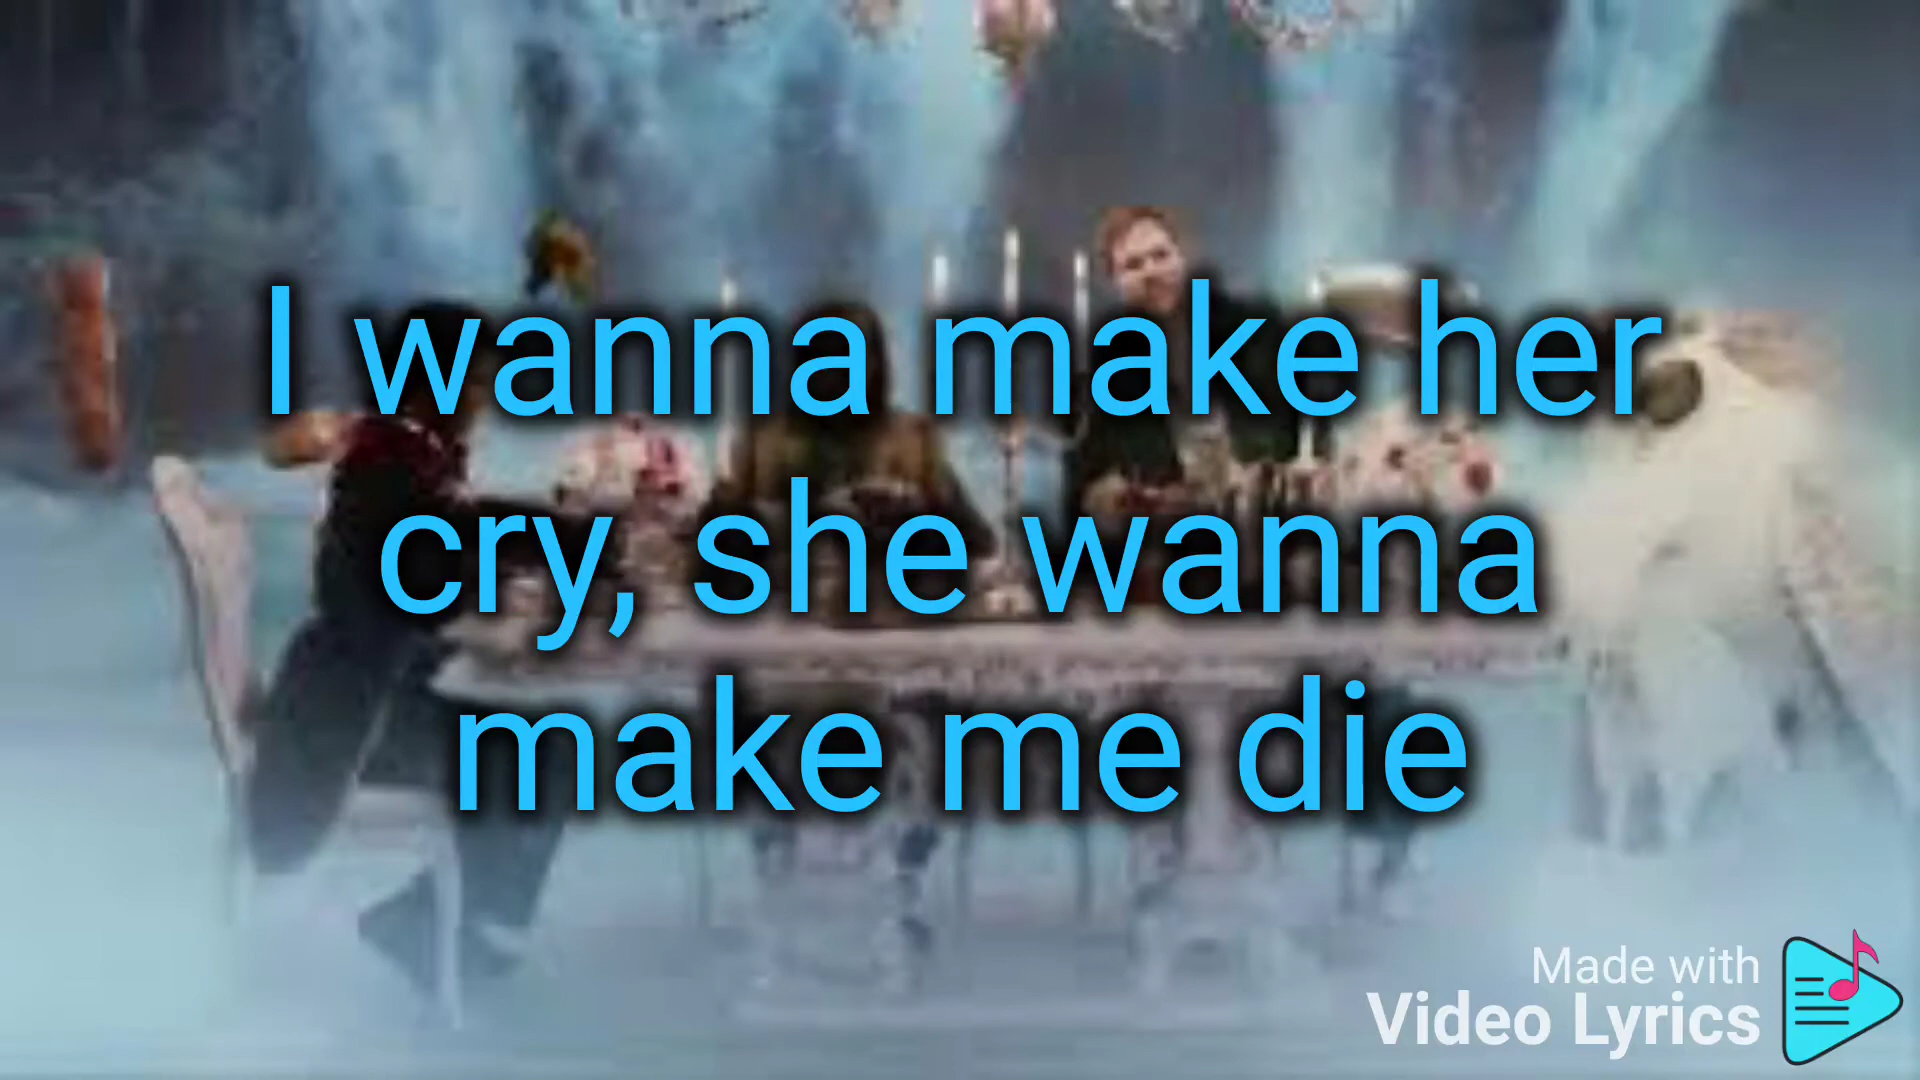 I wanna make her
cry, she wanna
make me die
Made with
Video Lyrics